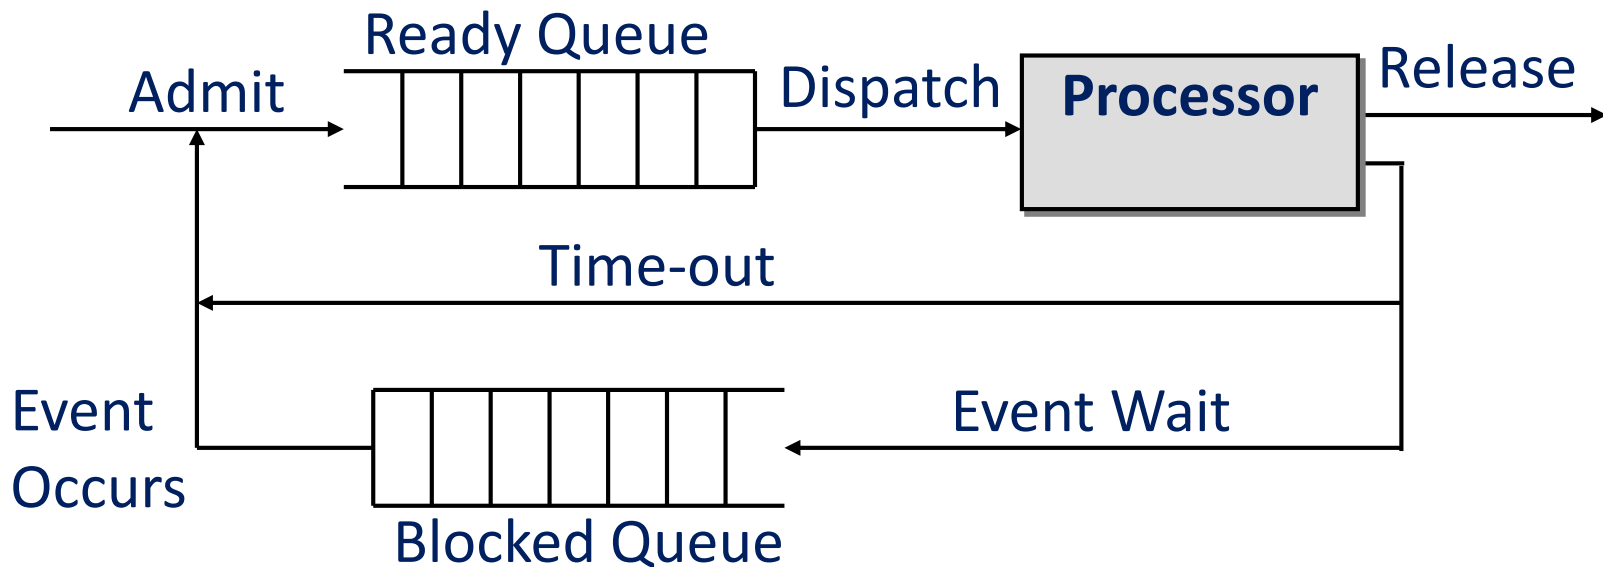 Ready Queue
Admit
Dispatch
Processor
Release
Time-out
Event
Occurs
Event Wait
Blocked Queue